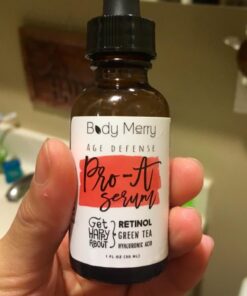 Body Merry
AGE DEFENSE
Pro-A
serum
Get HAPPY ABOUT
RETINOL
GREEN TEA
HYALURONIC ACID
1 FL OZ (30 ML)